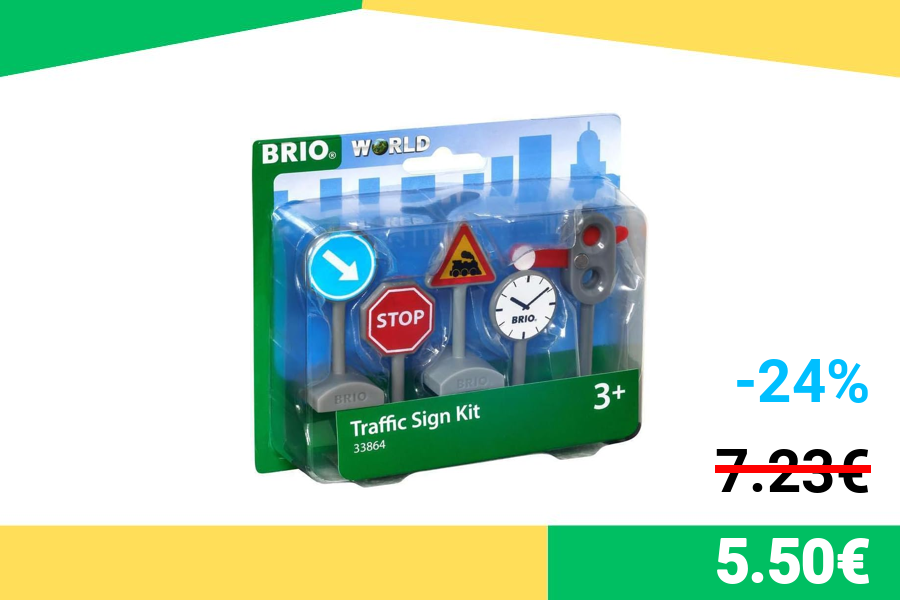 BRIO® WORLD
STOP
BRIO®
BRIO
BRIO
Traffic Sign Kit
33864
3+
-24%
7.23€
5.50€